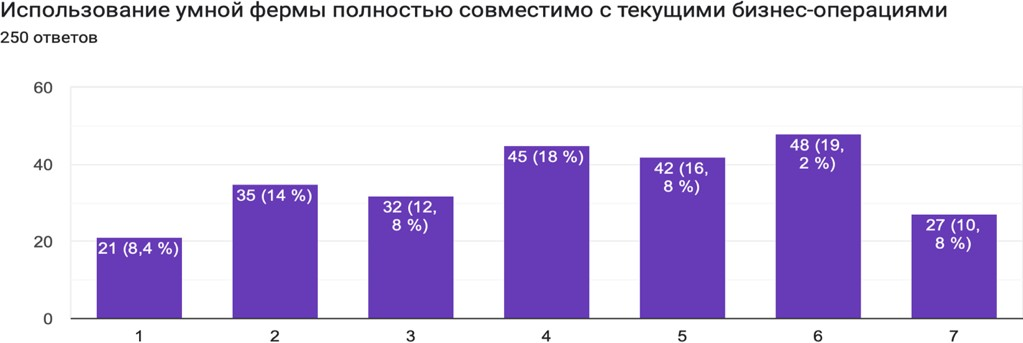 Использование умной фермы полностью совместимо с текущими бизнес-операциями
250 ответов
60
40
20
0
21 (8,4 %)
35 (14 %)
32 (12,
8 %)
45 (18 %)
42 (16,
8 %)
48 (19,
2 %)
27 (10,
8 %)
1 2 3 4 5 6 7